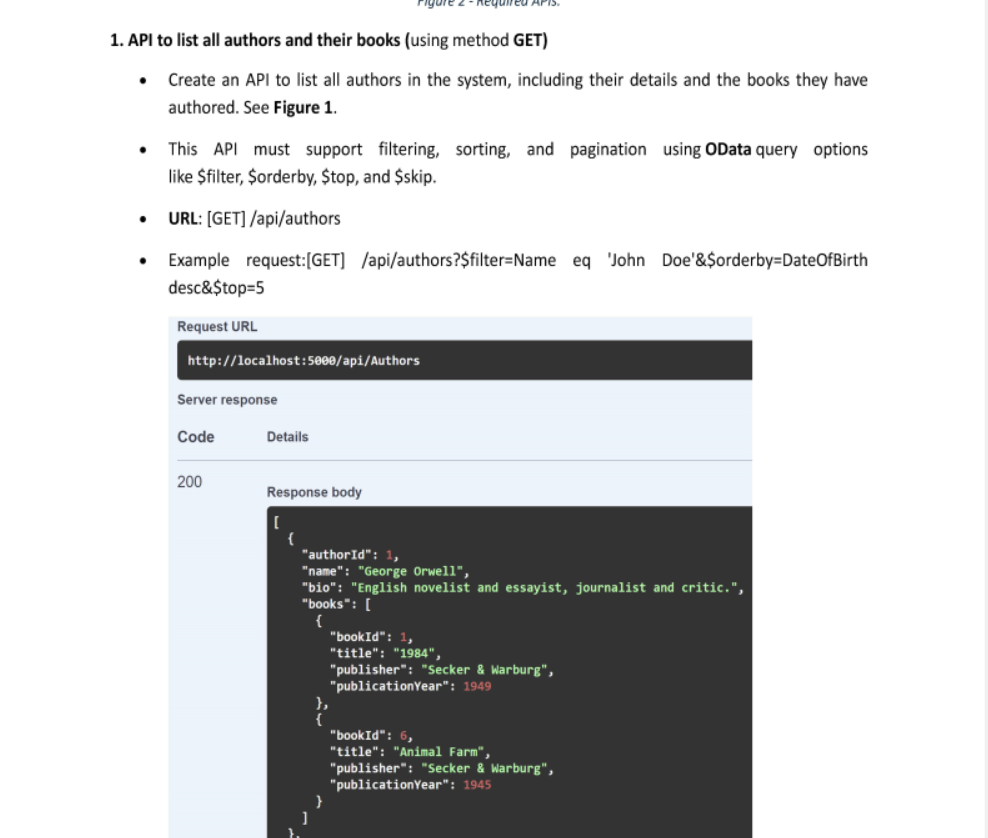 Figure 2 - Required APIs.
1. API to list all authors and their books (using method GET)
• Create an API to list all authors in the system, including their details and the books they have
authored. See Figure 1.
• This API must support filtering, sorting, and pagination using OData query options
like $filter, $orderby, $top, and $skip.
• URL: [GET] /api/authors
• Example request:[GET] /api/authors?$filter=Name eq 'John Doe'&$orderby=DateOfBirth
desc&$top=5
Request URL
http://localhost:5000/api/Authors
Server response
Code Details
200
Response body
[
{
"authorId": 1,
"name": "George Orwell",
"bio": "English novelist and essayist, journalist and critic.",
"books": [
{
"bookId": 1,
"title": "1984",
"publisher": "Secker & Warburg",
"publicationYear": 1949
},
{
"bookId": 6,
"title": "Animal Farm",
"publisher": "Secker & Warburg",
"publicationYear": 1945
}
]
},